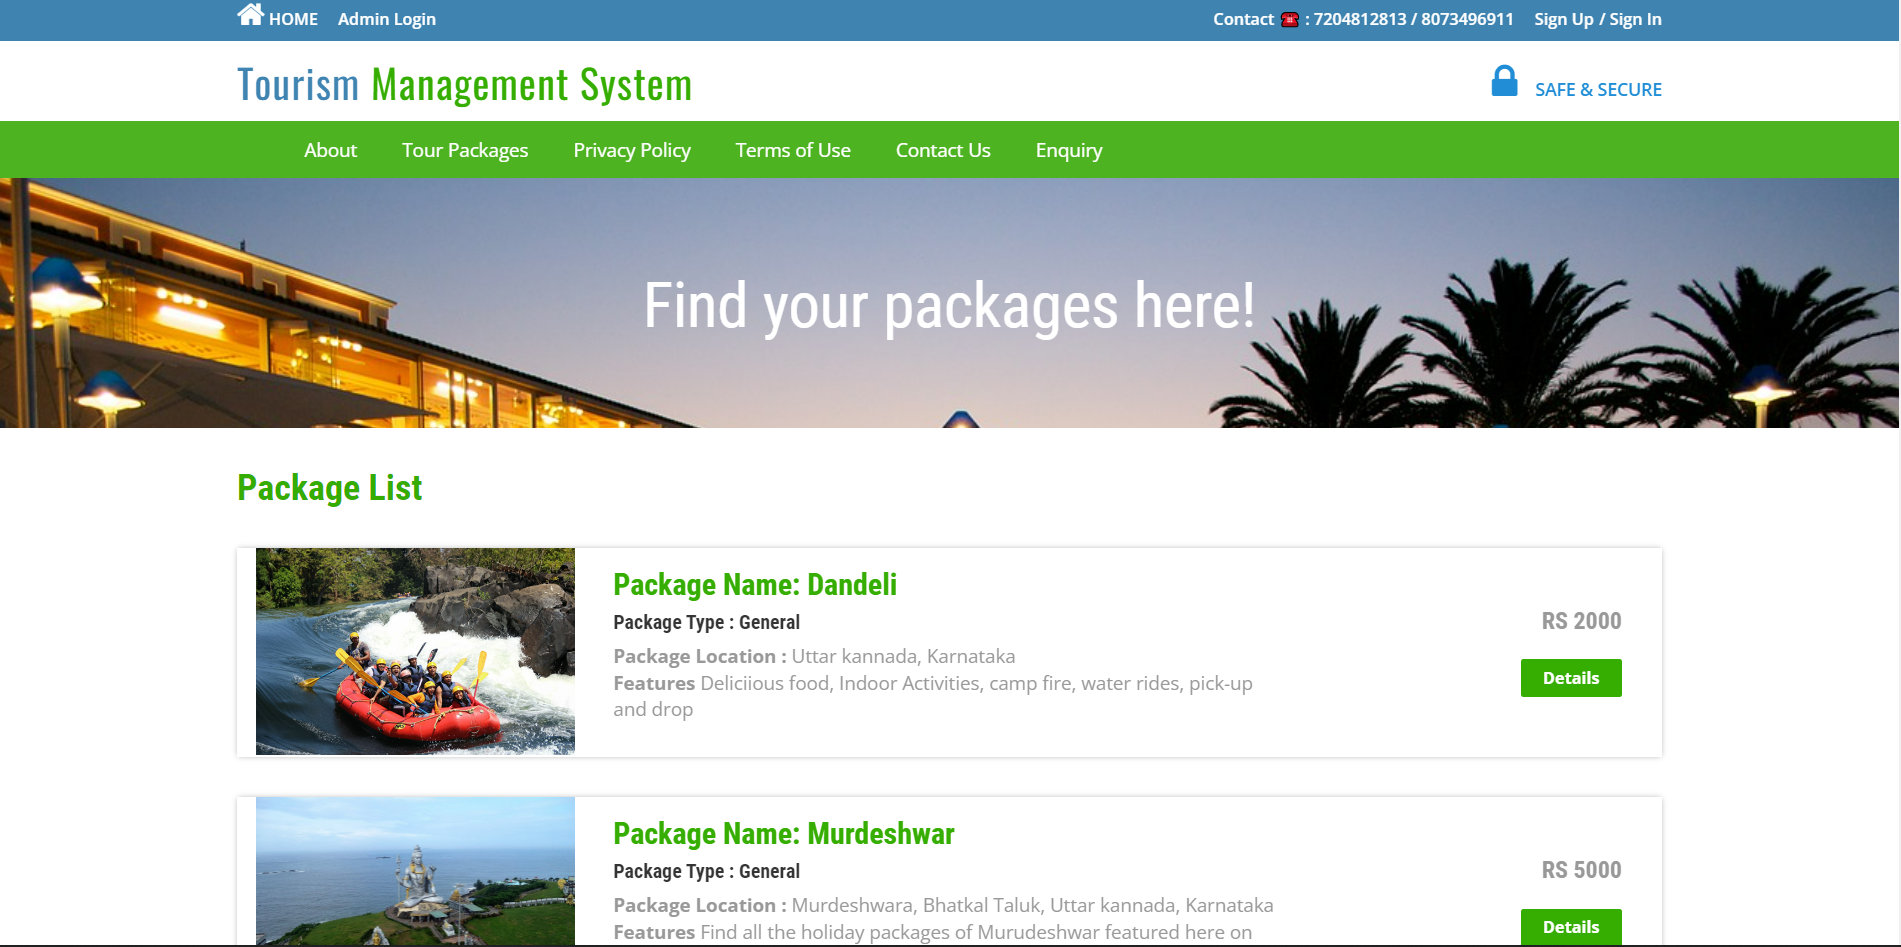 HOME Admin Login Contact ☎ : 7204812813 / 8073496911 Sign Up / Sign In
Tourism Management System
SAFE & SECURE
About Tour Packages Privacy Policy Terms of Use Contact Us Enquiry
Find your packages here!
Package List
Package Name: Dandeli
Package Type : General
RS 2000
Package Location : Uttar kannada, Karnataka
Features Deliciious food, Indoor Activities, camp fire, water rides, pick-up
and drop
Details
Package Name: Murdeshwar
Package Type : General
RS 5000
Package Location : Murdeshwara, Bhatkal Taluk, Uttar kannada, Karnataka
Features Find all the holiday packages of Murudeshwar featured here on
Details